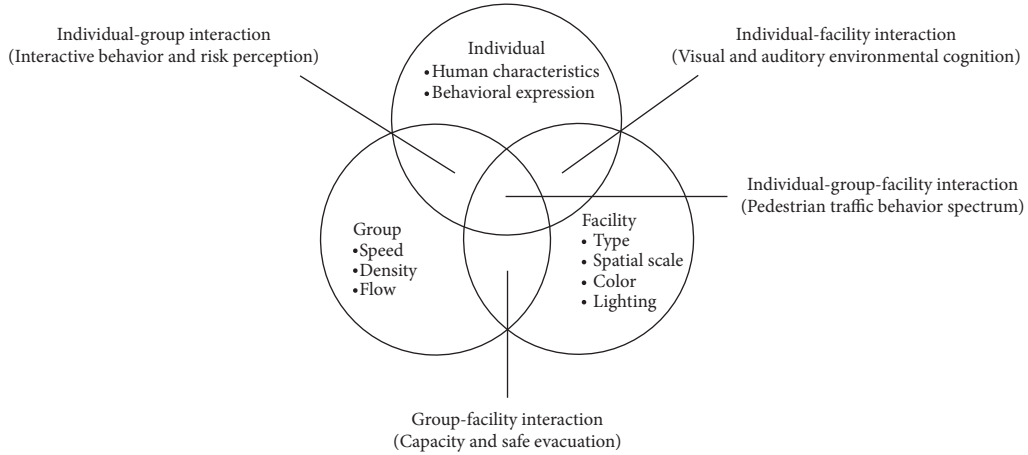 Individual-group interaction
(Interactive behavior and risk perception)
Individual-facility interaction
(Visual and auditory environmental cognition)
Individual
•Human characteristics
•Behavioral expression
Individual-group-facility interaction
(Pedestrian traffic behavior spectrum)
Group
•Speed
•Density
•Flow
Facility
• Type
• Spatial scale
• Color
• Lighting
Group-facility interaction
(Capacity and safe evacuation)